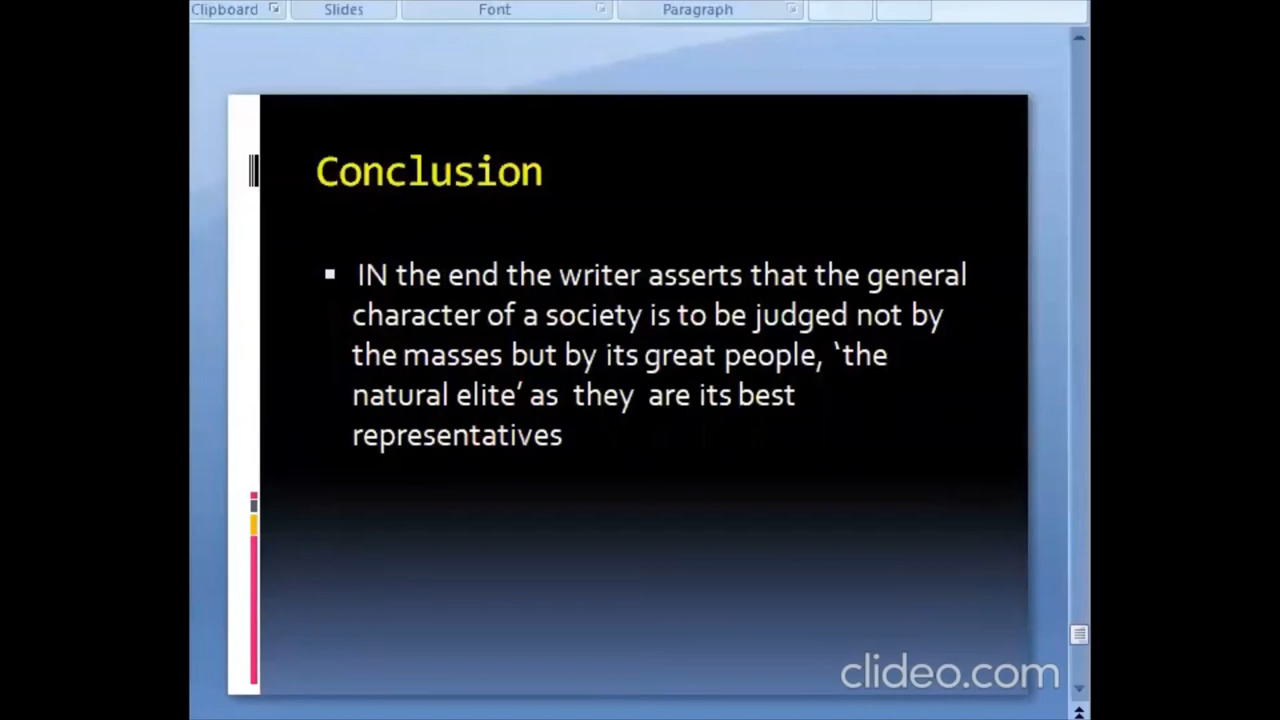 Clipboard Slides Font Paragraph
Conclusion
▪ IN the end the writer asserts that the general
character of a society is to be judged not by
the masses but by its great people, ‘the
natural elite’ as they are its best
representatives
clideo.com